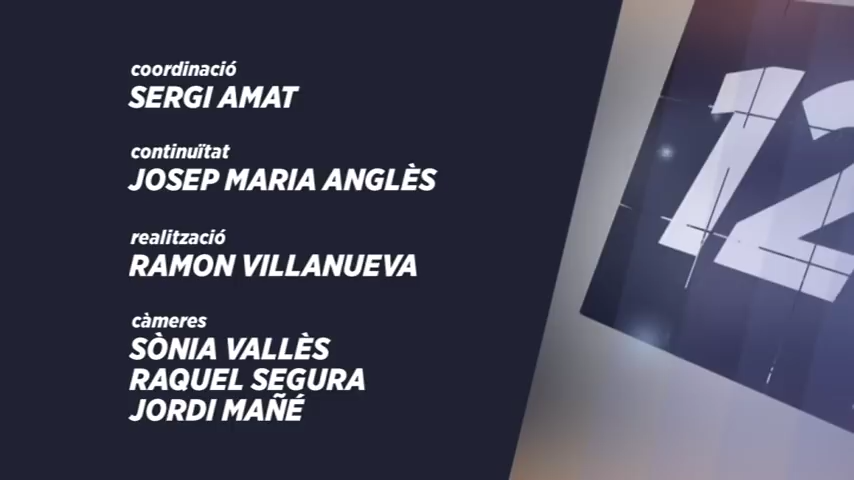 coordinació
SERGI AMAT
continuïtat
JOSEP MARIA ANGLÈS
realització
RAMON VILLANUEVA
càmeres
SÒNIA VALLÈS
RAQUEL SEGURA
JORDI MAÑÉ
12